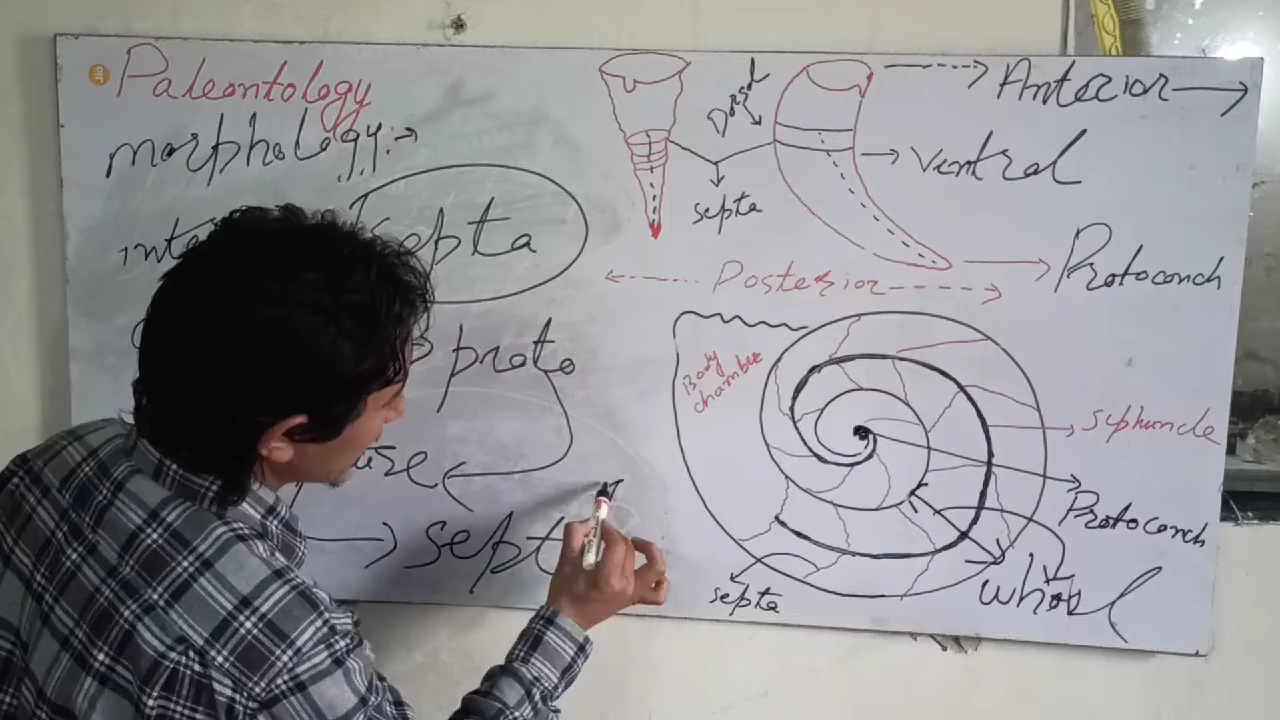 Paleontology
morphology:→
septa
proto
sept
Dorsal
septa
Anterior
ventral
Protoconch
Posterior
Body
chamber
siphuncle
Protoconch
septa
whorl